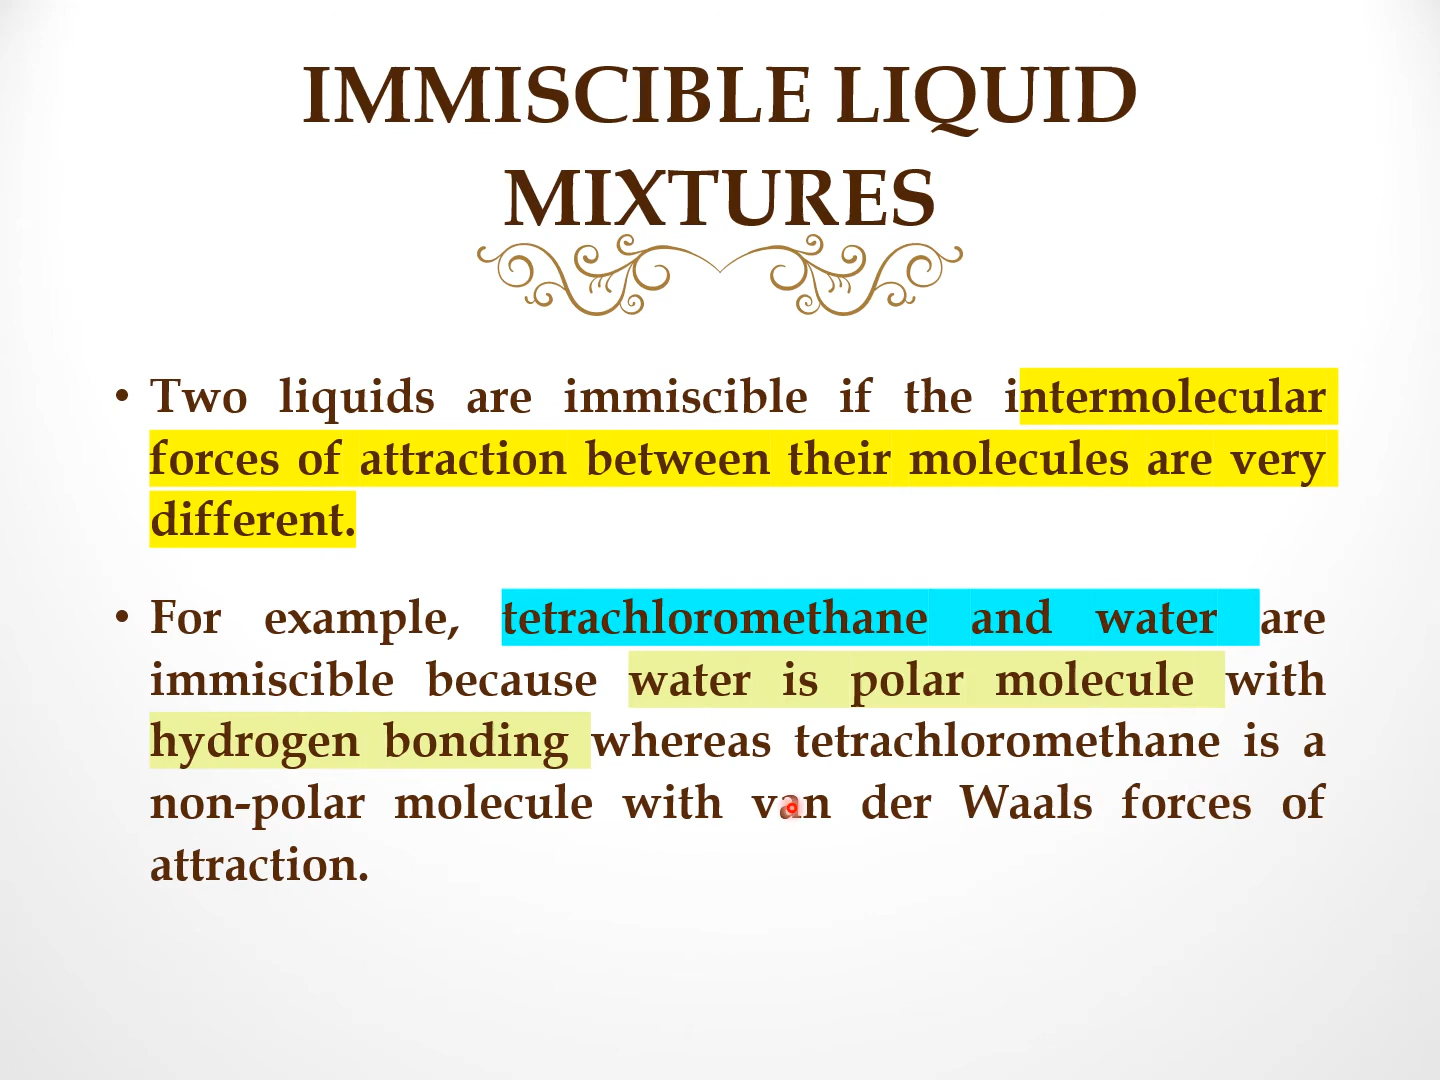 IMMISCIBLE LIQUID
MIXTURES
• Two liquids are immiscible if the intermolecular
forces of attraction between their molecules are very
different.
• For example, tetrachloromethane and water are
immiscible because water is polar molecule with
hydrogen bonding whereas tetrachloromethane is a
non-polar molecule with van der Waals forces of
attraction.